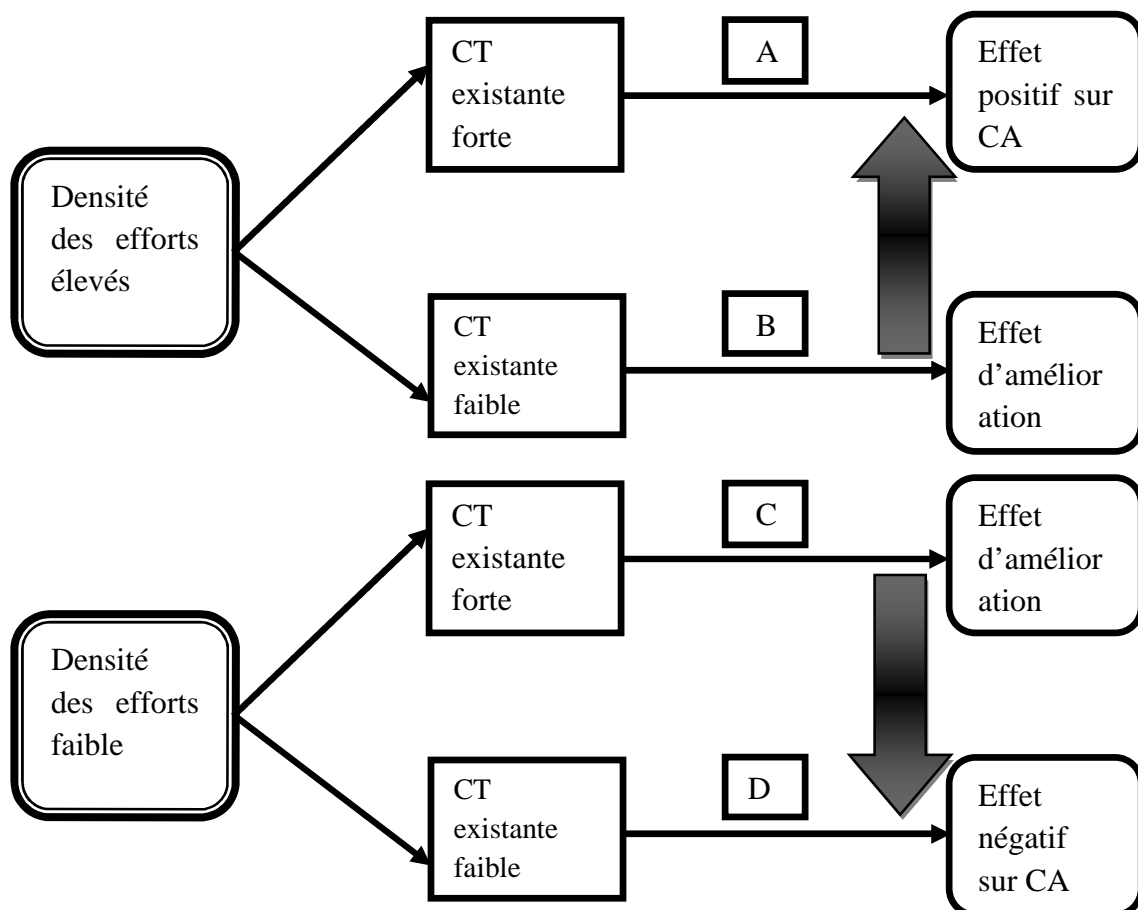 CT
existante
forte
A
Effet
positif sur
CA
Densité
des efforts
élevés
CT
existante
faible
B
Effet
d’amélior
ation
CT
existante
forte
C
Effet
d’amélior
ation
Densité
des efforts
faible
CT
existante
faible
D
Effet
négatif
sur CA